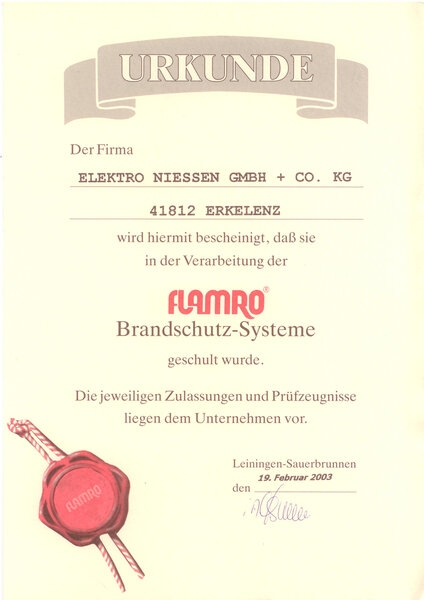 URKUNDE
Der Firma
ELEKTRO NIESSEN GMBH + CO. KG
41812 ERKELENZ
wird hiermit bescheinigt, daß sie
in der Verarbeitung der
FLAMRO®
Brandschutz-Systeme
geschult wurde.
Die jeweiligen Zulassungen und Prüfzeugnisse
liegen dem Unternehmen vor.
Leiningen-Sauerbrunnen
den 19. Februar 2003
FLAMRO